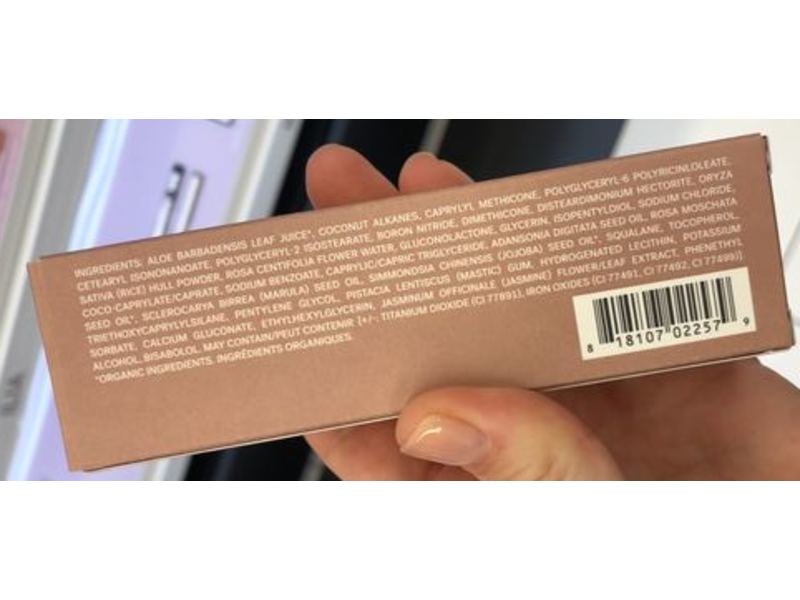 INGREDIENTS: ALOE BARBADENSIS LEAF JUICE*, COCONUT ALKANES, CAPRYLYL METHICONE, POLYGLYCERYL-6 POLYRICINOLEATE,
CETEARYL ISONONANOATE, POLYGLYCERYL-2 ISOSTEARATE, BORON NITRIDE, DIMETHICONE, DISTEARDIMONIUM HECTORITE, ORYZA
SATIVA (RICE) HULL POWDER, ROSA CENTIFOLIA FLOWER WATER, GLUCONOLACTONE, GLYCERIN, ISOPENTYLDIOL, SODIUM CHLORIDE,
COCO-CAPRYLATE/CAPRATE, SODIUM BENZOATE, CAPRYLIC/CAPRIC TRIGLYCERIDE, ADANSONIA DIGITATA SEED OIL, ROSA MOSCHATA
SEED OIL*, SCLEROCARYA BIRREA (MARULA) SEED OIL, SIMMONDSIA CHINENSIS (JOJOBA) SEED OIL*, SQUALANE, TOCOPHEROL,
TRIETHOXYCAPRYLYLSILANE, PENTYLENE GLYCOL, PISTACIA LENTISCUS (MASTIC) GUM, HYDROGENATED LECITHIN, POTASSIUM
SORBATE, CALCIUM GLUCONATE, ETHYLHEXYLGLYCERIN, JASMINUM OFFICINALE (JASMINE) FLOWER/LEAF EXTRACT, PHENETHYL
ALCOHOL, BISABOLOL. MAY CONTAIN/PEUT CONTENIR [+/-: TITANIUM DIOXIDE (CI 77891), IRON OXIDES (CI 77491, CI 77492, CI 77499)]
*ORGANIC INGREDIENTS. INGRÉDIENTS ORGANIQUES.
8 18107 02257 9